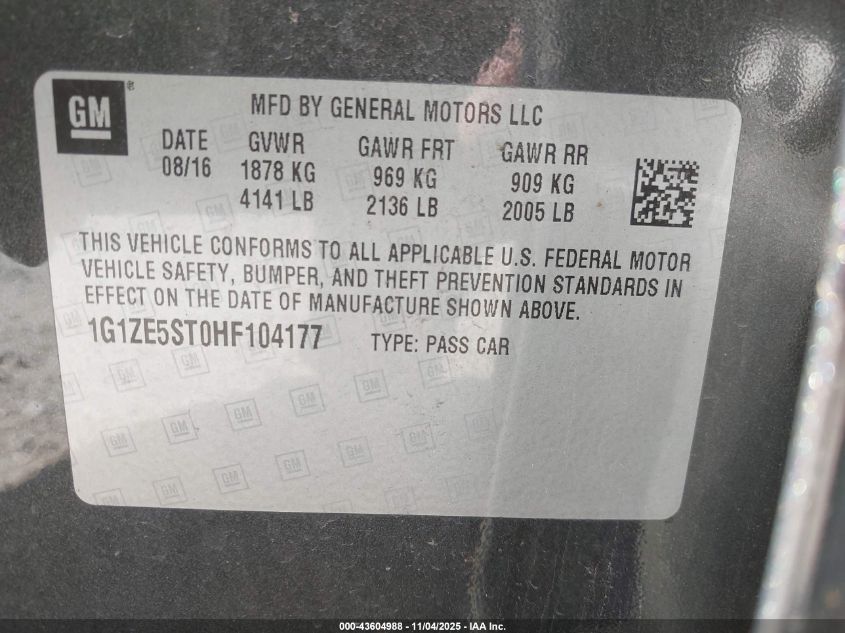 GM ®
MFD BY GENERAL MOTORS LLC
DATE GVWR GAWR FRT GAWR RR
08/16 1878 KG 969 KG 909 KG
4141 LB 2136 LB 2005 LB
THIS VEHICLE CONFORMS TO ALL APPLICABLE U.S. FEDERAL MOTOR
VEHICLE SAFETY, BUMPER, AND THEFT PREVENTION STANDARDS IN
EFFECT ON THE DATE OF MANUFACTURE SHOWN ABOVE.
1G1ZE5ST0HF104177 TYPE: PASS CAR
000-43604988 - 11/04/2025 - IAA Inc.